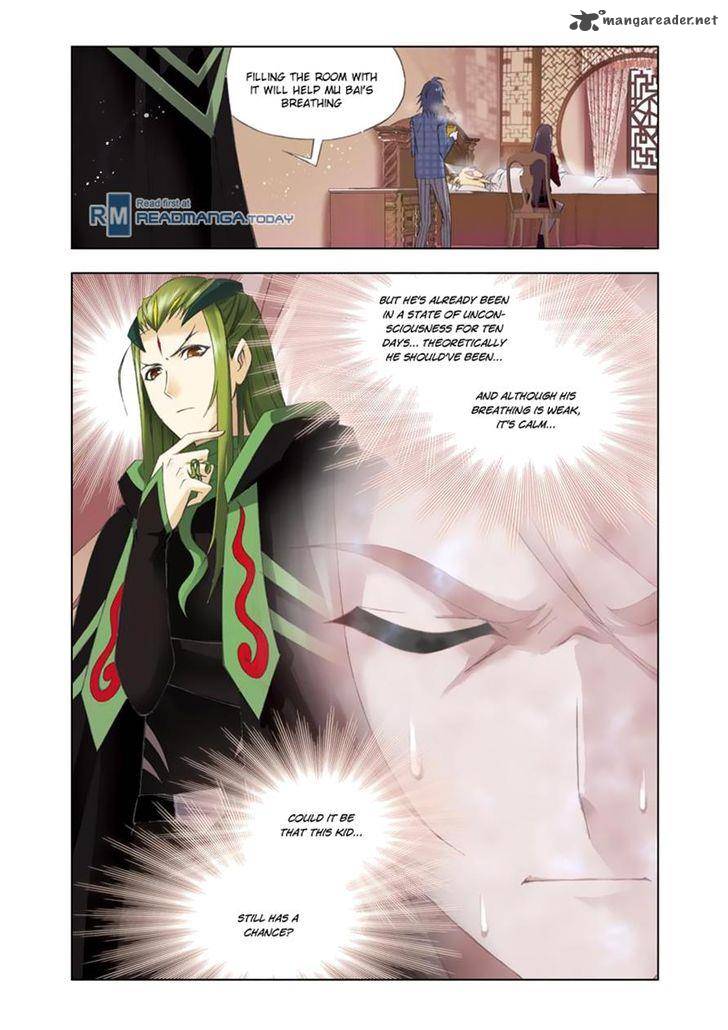 mangareader.net
FILLING THE ROOM WITH
IT WILL HELP MU BAI'S
BREATHING
Read first at
RM READMANGA.TODAY
BUT HE'S ALREADY BEEN
IN A STATE OF UNCON-
SCIOUSNESS FOR TEN
DAYS... THEORETICALLY
HE SHOULD'VE BEEN...
AND ALTHOUGH HIS
BREATHING IS WEAK,
IT'S CALM...
COULD IT BE
THAT THIS KID...
STILL HAS A
CHANCE?